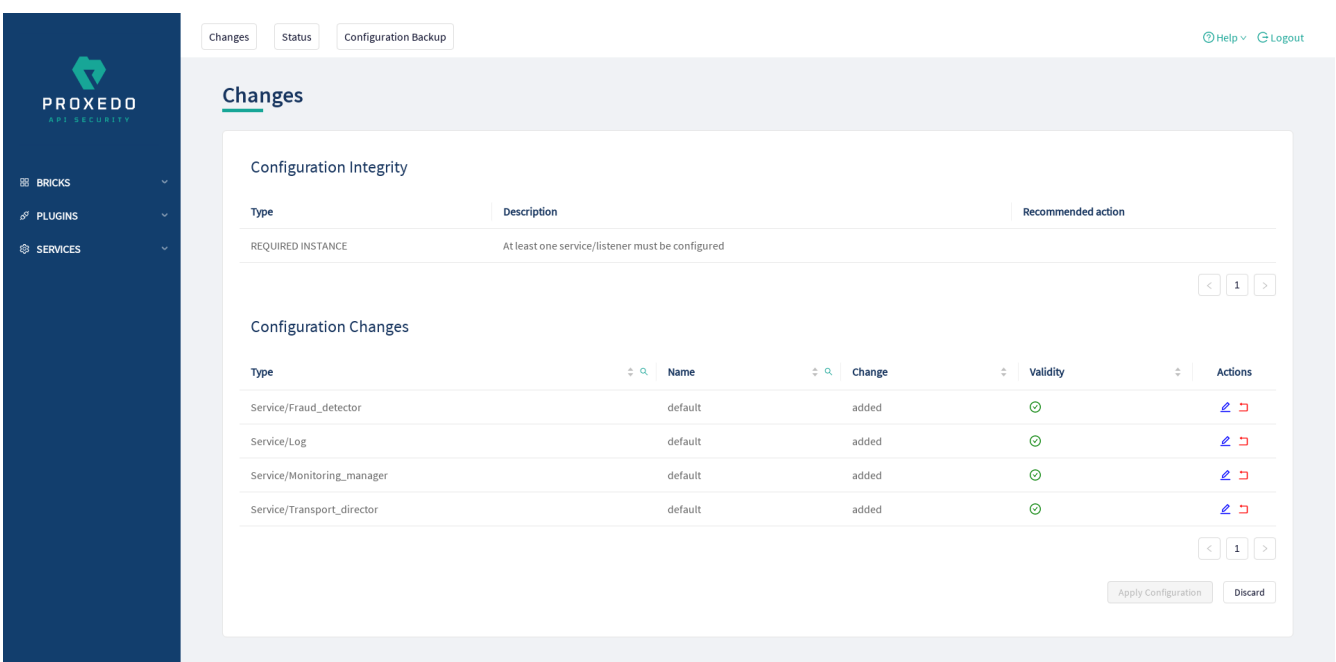 Changes Status Configuration Backup Help Logout
PROXEDO
API SECURITY
BRICKS
PLUGINS
SERVICES
Changes
Configuration Integrity
Type Description Recommended action
REQUIRED INSTANCE At least one service/listener must be configured
< 1 >
Configuration Changes
Type Name Change Validity Actions
Service/Fraud_detector default added
Service/Log default added
Service/Monitoring_manager default added
Service/Transport_director default added
< 1 >
Apply Configuration Discard